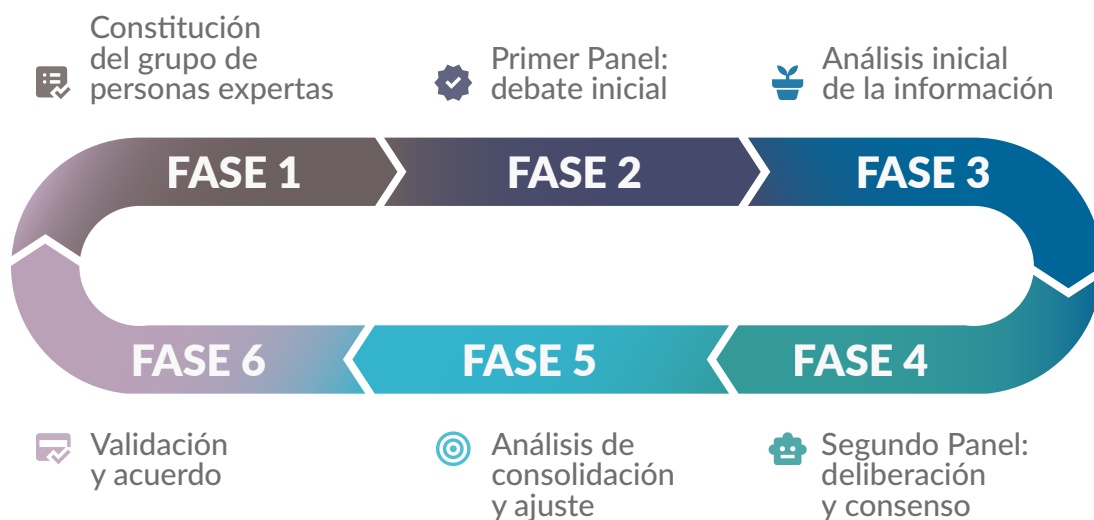 Constitución
del grupo de
personas expertas
Primer Panel:
debate inicial
Análisis inicial
de la información
FASE 1
FASE 2
FASE 3
FASE 6
FASE 5
FASE 4
Validación
y acuerdo
Análisis de
consolidación
y ajuste
Segundo Panel:
deliberación
y consenso